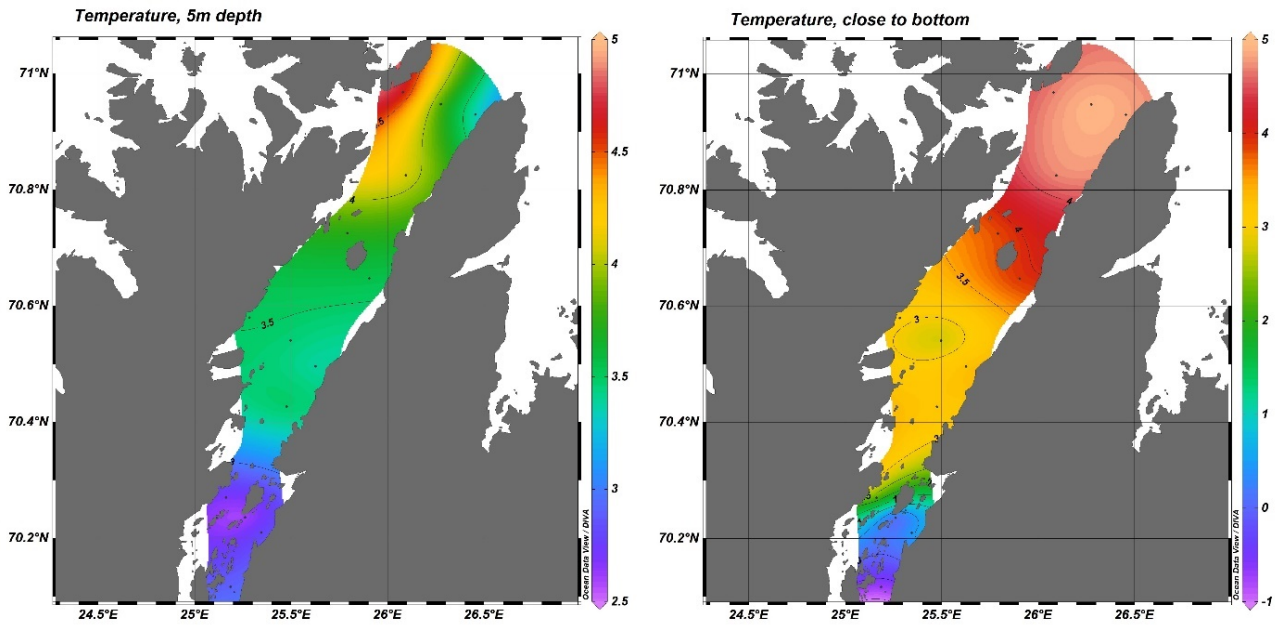 Temperature, 5m depth
71°N
70.8°N
70.6°N
70.4°N
70.2°N
24.5°E
25°E
25.5°E
26°E
26.5°E
4
3.5
5
4.5
4
3.5
3
2.5
Ocean Data View / DIVA
Temperature, close to bottom
71°N
70.8°N
70.6°N
70.4°N
70.2°N
24.5°E
25°E
25.5°E
26°E
26.5°E
4
4
3.5
3
3
2
5
4
3
2
1
0
-1
Ocean Data View / DIVA